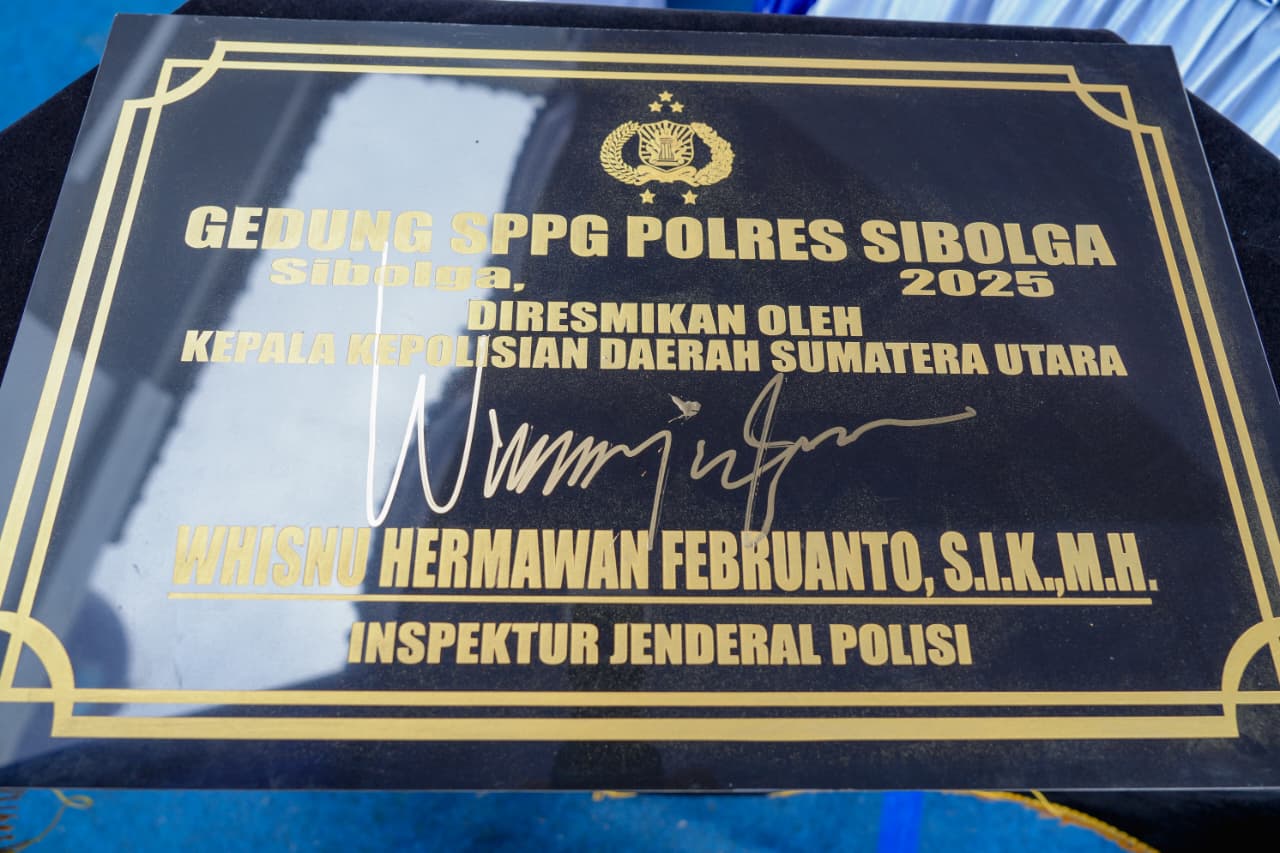 GEDUNG SPPG POLRES SIBOLGA
Sibolga, 2025
DIRESMIKAN OLEH
KEPALA KEPOLISIAN DAERAH SUMATERA UTARA
WHISNU HERMAWAN FEBRUANTO, S.I.K.,M.H.
INSPEKTUR JENDERAL POLISI